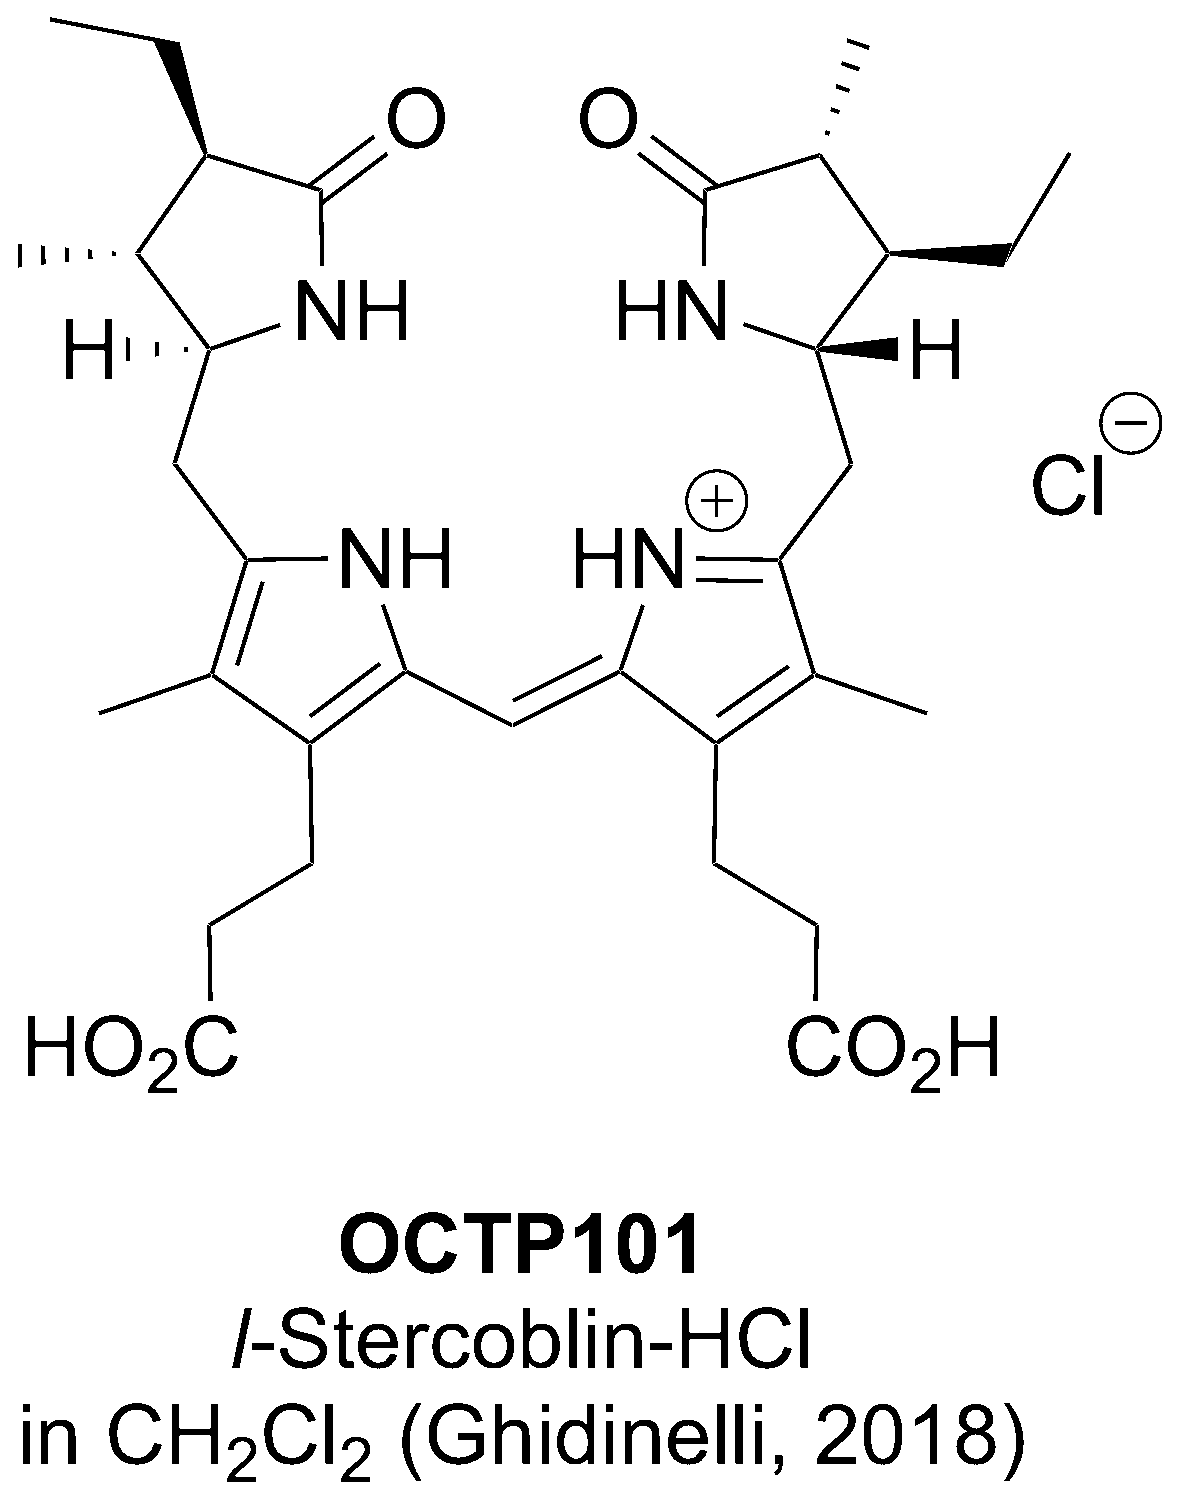 O O
NH HN
H H
Cl −
+
NH HN
HO₂C CO₂H
OCTP101
l-Stercoblin-HCl
in CH₂Cl₂ (Ghidinelli, 2018)